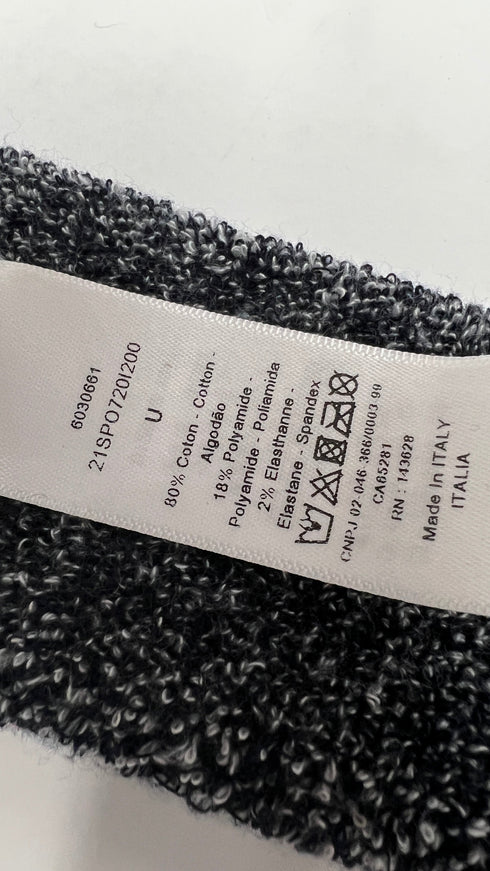 6030661
21SPO720I200
U
80% Coton - Cotton -
Algodão
18% Polyamide -
Polyamide - Poliamida
2% Elasthanne -
Elastane - Spandex
CNPJ 02 046 366/0003 99
CA65281
RN : 143628
Made In ITALY
ITALIA